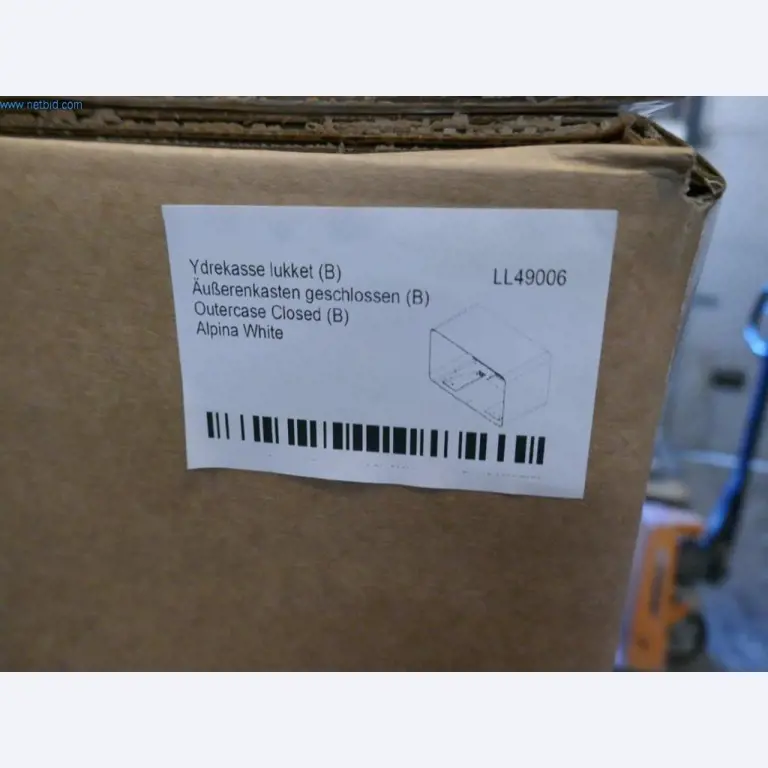 www.netbid.com
Ydrekasse lukket (B)
LL49006
Äußerenkasten geschlossen (B)
Outercase Closed (B)
Alpina White